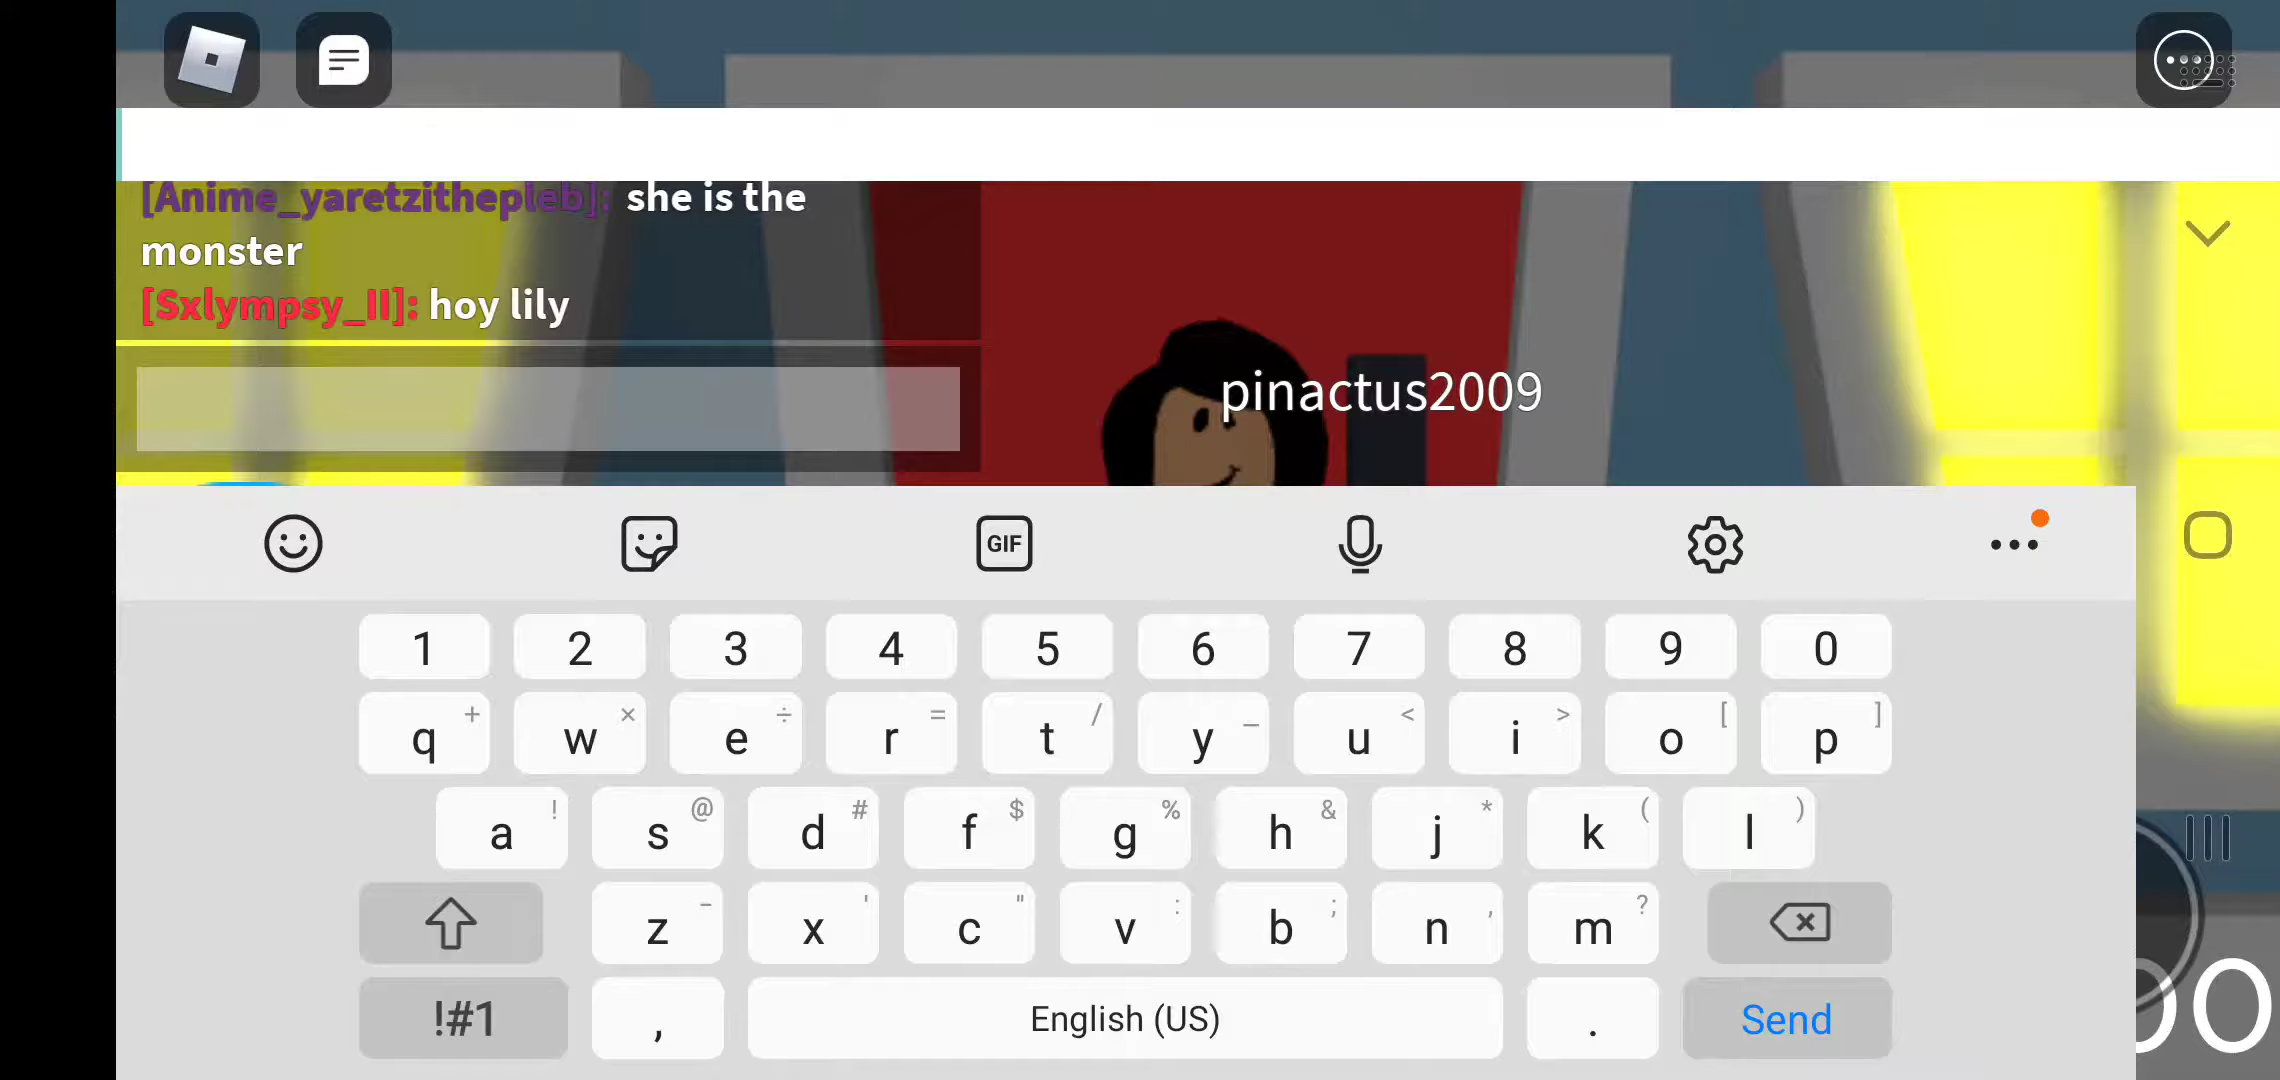 [Anime_yaretzithepleb]: she is the
monster
[Sxlympsy_II]: hoy lily
pinactus2009
GIF
1 2 3 4 5 6 7 8 9 0
q + w × e ÷ r = t / y _ u < i > o [ p ]
a ! s @ d # f $ g % h & j * k ( l )
z - x ' c " v : b ; n , m ?
!#1 , English (US) . Send